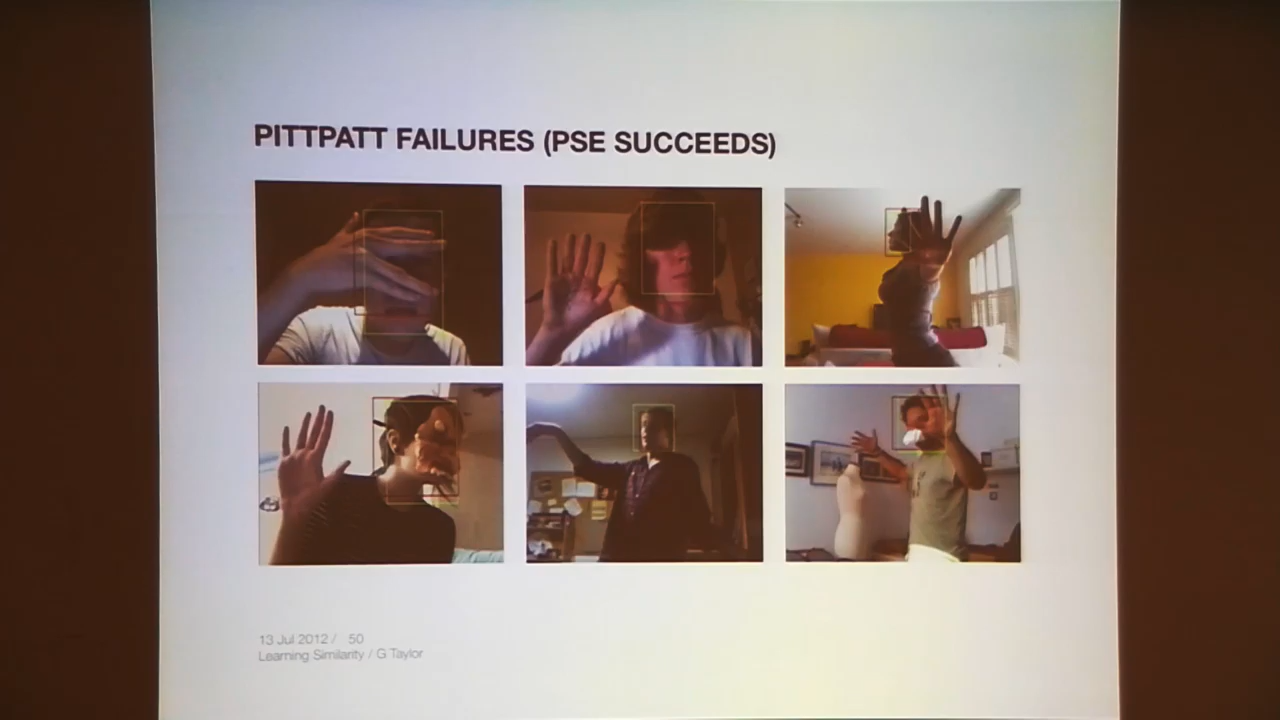 PITTPATT FAILURES (PSE SUCCEEDS)
13 Jul 2012 / 50
Learning Similarity / G Taylor